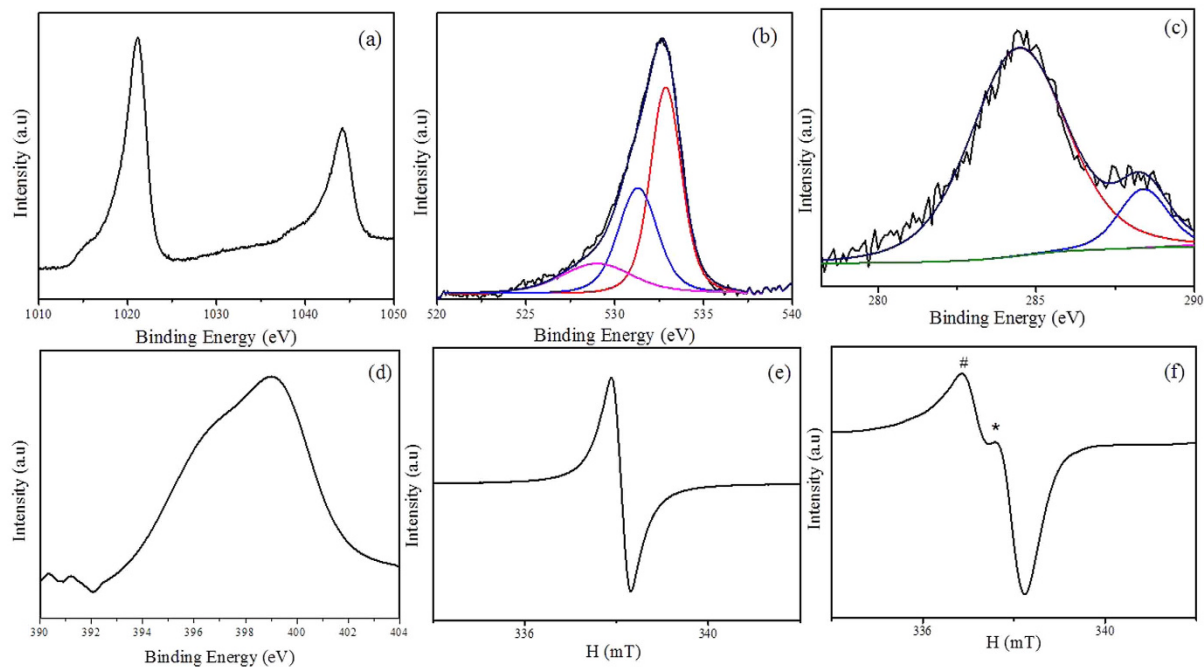 (a)
Intensity (a.u)
1010 1020 1030 1040 1050
Binding Energy (eV)
(b)
Intensity (a.u)
520 525 530 535 540
Binding Energy (eV)
(c)
Intensity (a.u)
280 285 290
Binding Energy (eV)
(d)
Intensity (a.u)
390 392 394 396 398 400 402 404
Binding Energy (eV)
(e)
Intensity (a.u)
336 340
H (mT)
(f)
#
*
Intensity (a.u)
336 340
H (mT)